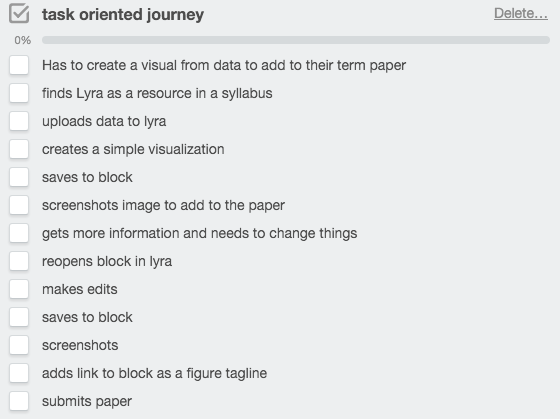 task oriented journey
Delete...
0%
Has to create a visual from data to add to their term paper
finds Lyra as a resource in a syllabus
uploads data to lyra
creates a simple visualization
saves to block
screenshots image to add to the paper
gets more information and needs to change things
reopens block in lyra
makes edits
saves to block
screenshots
adds link to block as a figure tagline
submits paper